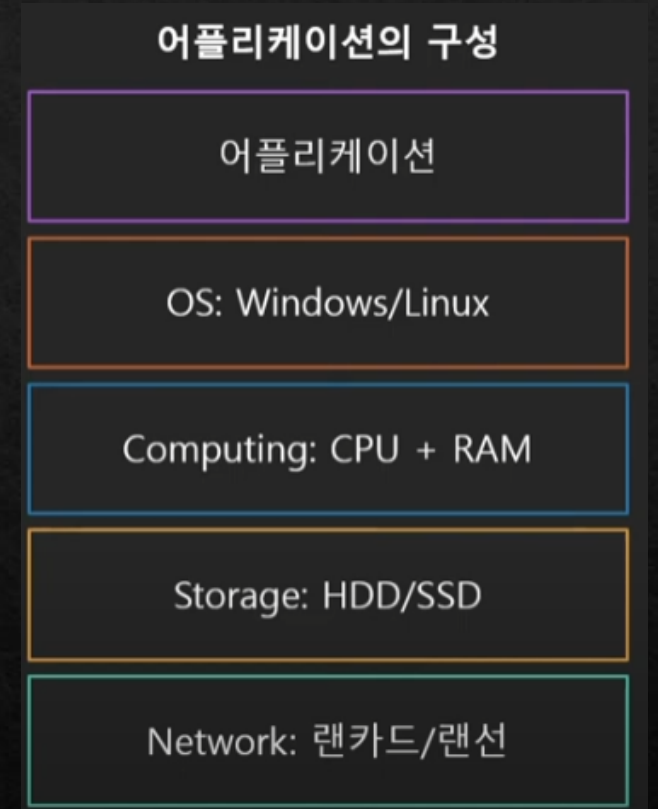 어플리케이션의 구성
어플리케이션
OS: Windows/Linux
Computing: CPU + RAM
Storage: HDD/SSD
Network: 랜카드/랜선